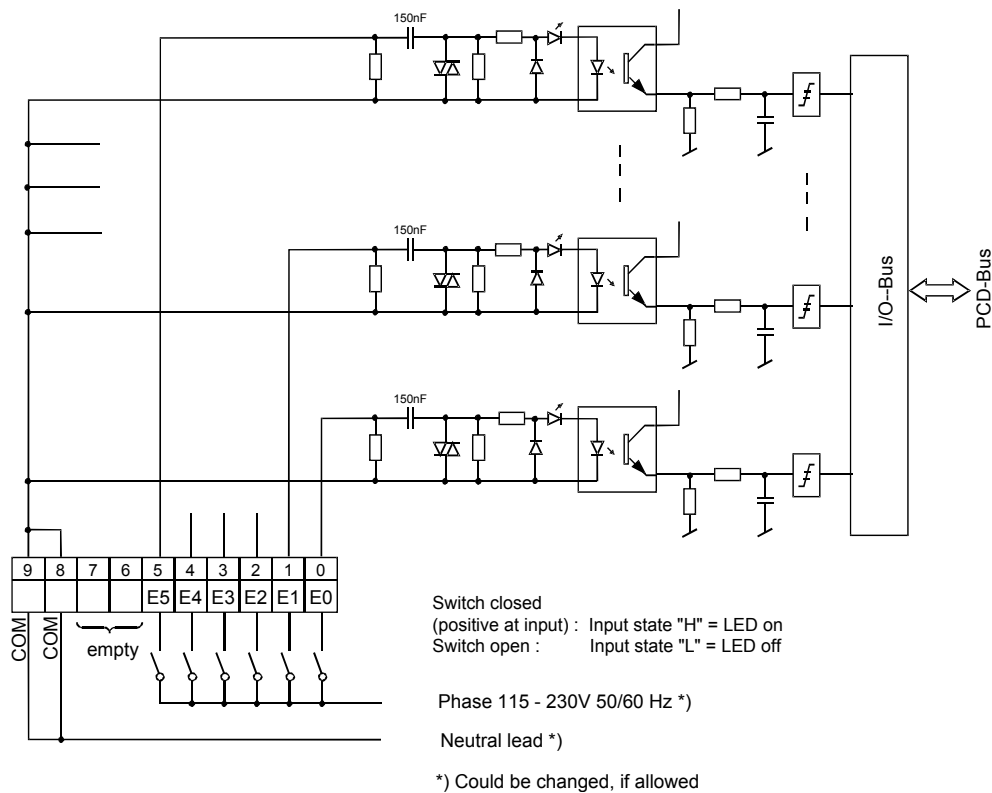 150nF
150nF
150nF
I/O--Bus
PCD-Bus
9 8 7 6 5 4 3 2 1 0
E5 E4 E3 E2 E1 E0
COM
COM
empty
Switch closed
(positive at input) : Input state "H" = LED on
Switch open : Input state "L" = LED off
Phase 115 - 230V 50/60 Hz *)
Neutral lead *)
*) Could be changed, if allowed